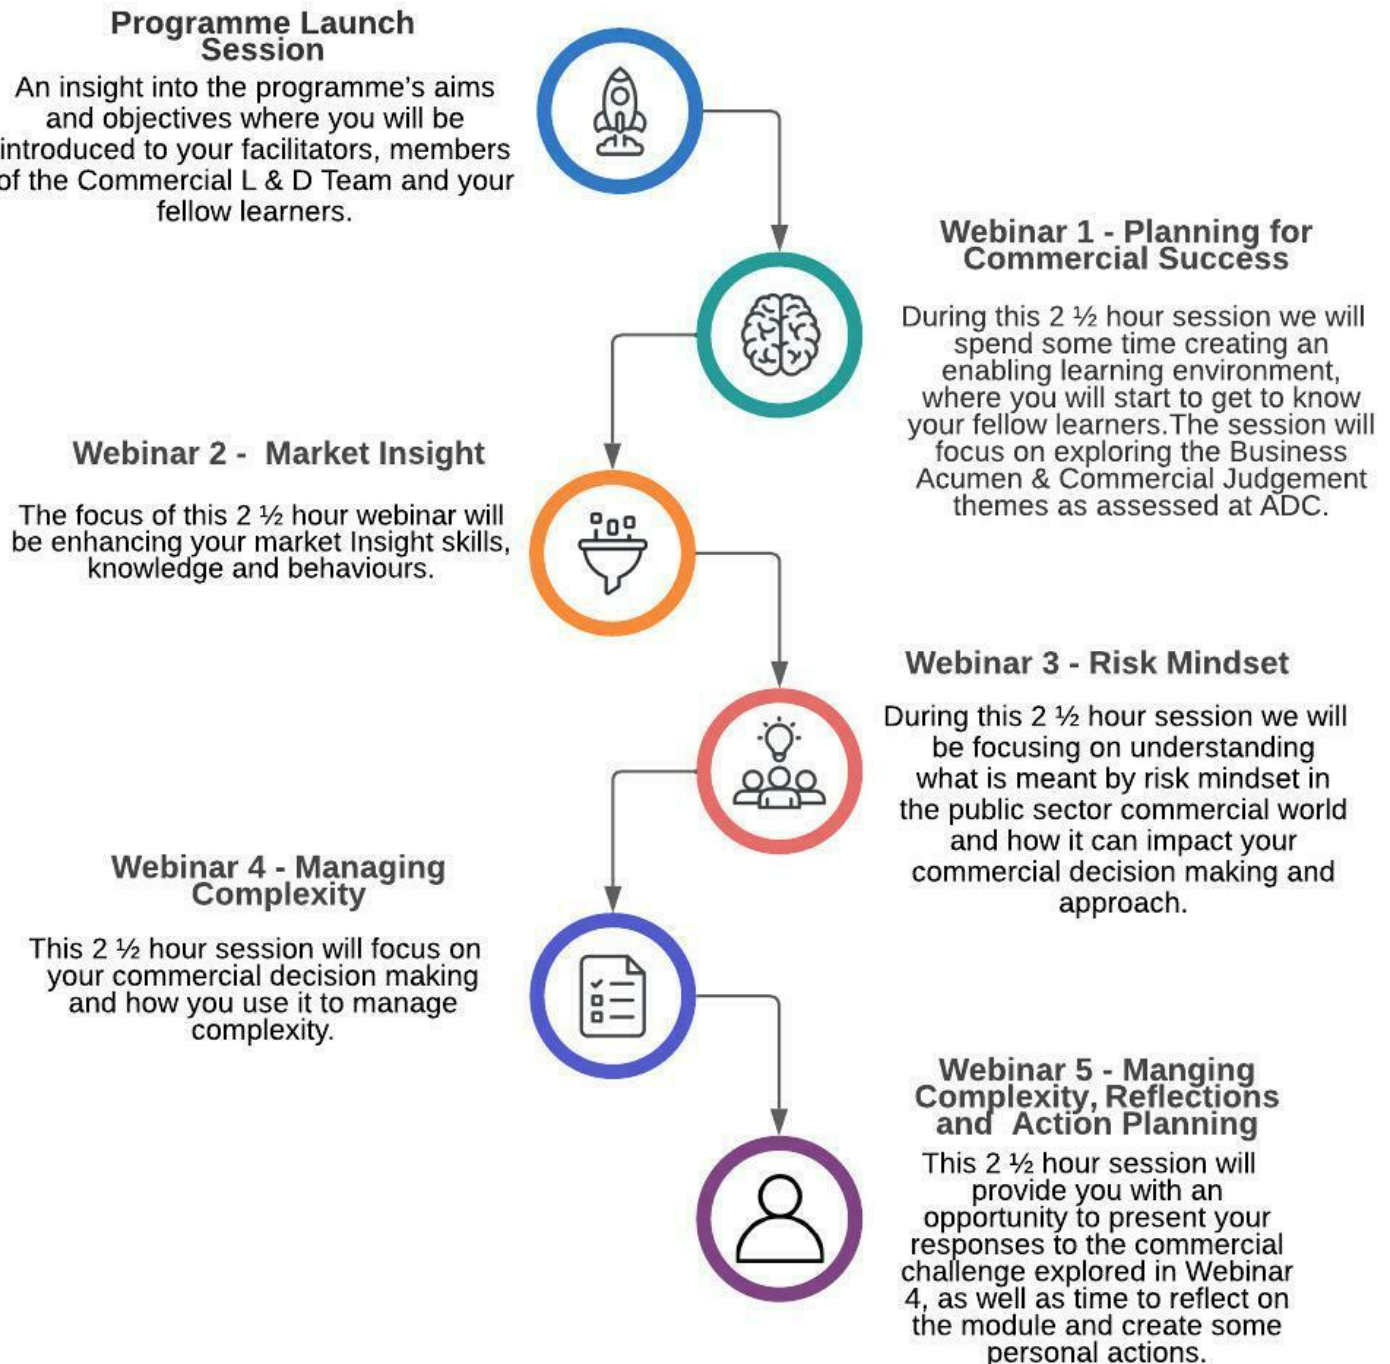 Programme Launch
Session
An insight into the programme's aims
and objectives where you will be
introduced to your facilitators, members
of the Commercial L & D Team and your
fellow learners.
Webinar 1 - Planning for
Commercial Success
During this 2 ½ hour session we will
spend some time creating an
enabling learning environment,
where you will start to get to know
your fellow learners.The session will
focus on exploring the Business
Acumen & Commercial Judgement
themes as assessed at ADC.
Webinar 2 -  Market Insight
The focus of this 2 ½ hour webinar will
be enhancing your market Insight skills,
knowledge and behaviours.
Webinar 3 - Risk Mindset
During this 2 ½ hour session we will
be focusing on understanding
what is meant by risk mindset in
the public sector commercial world
and how it can impact your
commercial decision making and
approach.
Webinar 4 - Managing
Complexity
This 2 ½ hour session will focus on
your commercial decision making
and how you use it to manage
complexity.
Webinar 5 - Manging
Complexity, Reflections
and  Action Planning
This 2 ½ hour session will
provide you with an
opportunity to present your
responses to the commercial
challenge explored in Webinar
4, as well as time to reflect on
the module and create some
personal actions.